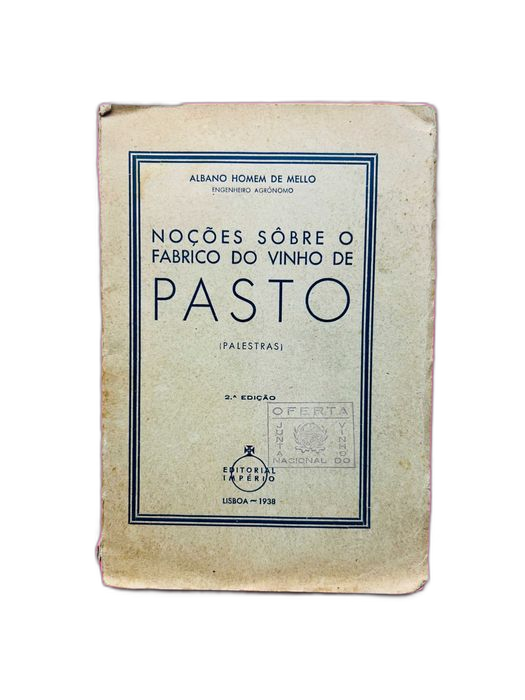 ALBANO HOMEM DE MELLO
ENGENHEIRO AGRÓNOMO
NOÇÕES SÔBRE O
FABRICO DO VINHO DE
PASTO
(PALESTRAS)
2.ª EDIÇÃO
OFERTA
JUNTA
NACIONAL DO
VINHO
EDITORIAL
IMPÉRIO
LISBOA ~ 1938